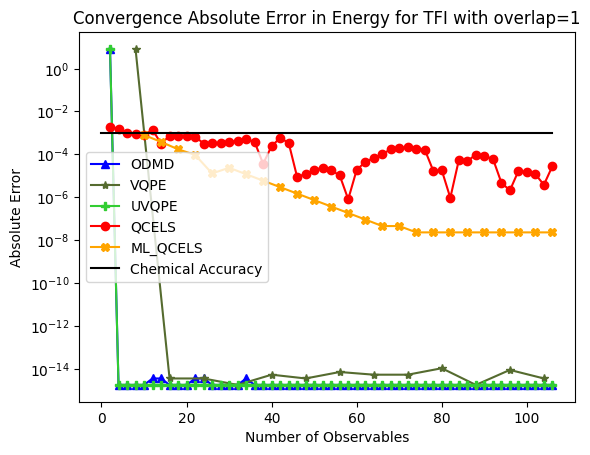 Convergence Absolute Error in Energy for TFI with overlap=1
Absolute Error
10^0
10^-2
10^-4
10^-6
10^-8
10^-10
10^-12
10^-14
ODMD
VQPE
UVQPE
QCELS
ML_QCELS
Chemical Accuracy
0 20 40 60 80 100
Number of Observables